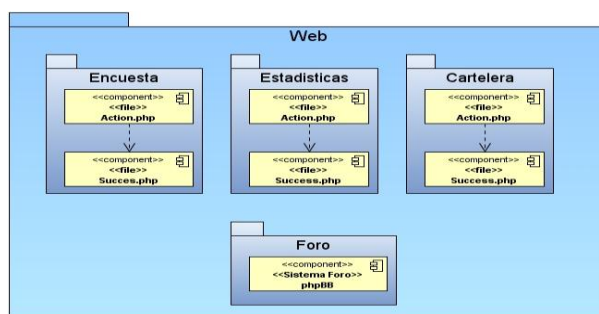 Web
Encuesta
<<component>>
<<file>>
Action.php
<<component>>
<<file>>
Succes.php
Estadisticas
<<component>>
<<file>>
Action.php
<<component>>
<<file>>
Success.php
Cartelera
<<component>>
<<file>>
Action.php
<<component>>
<<file>>
Success.php
Foro
<<component>>
<<Sistema Foro>>
phpBB